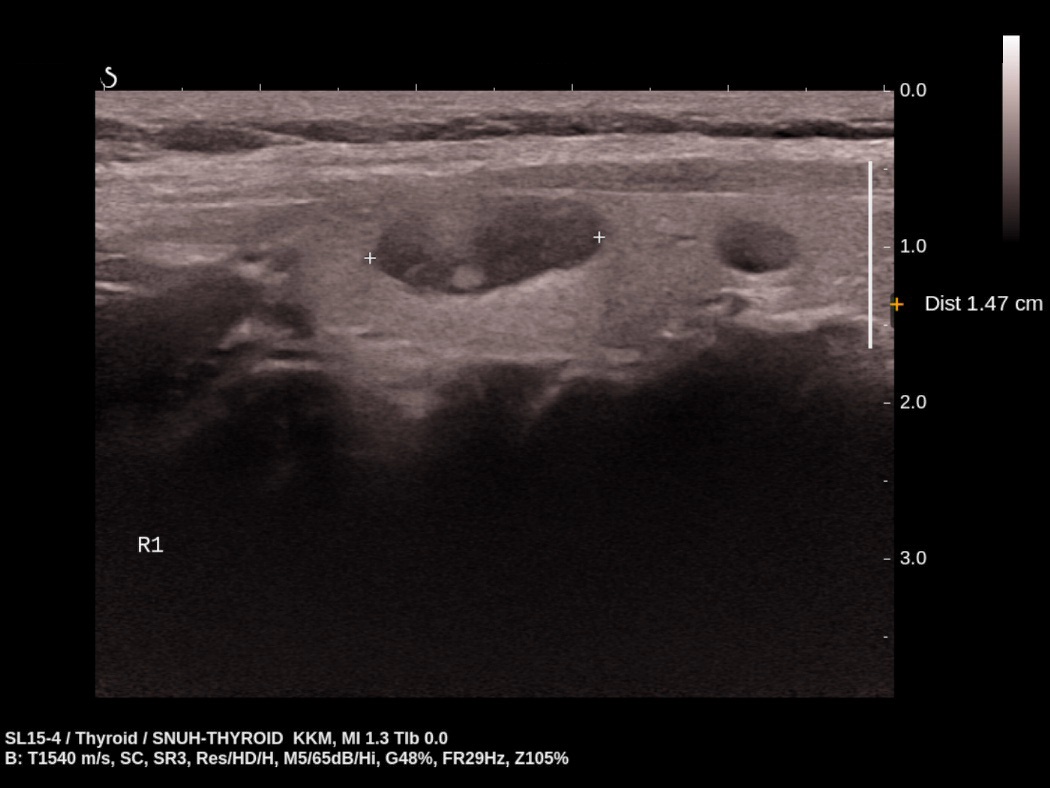 S
0.0
1.0
Dist 1.47 cm
2.0
R1
3.0
SL15-4 / Thyroid / SNUH-THYROID KKM, MI 1.3 TIb 0.0
B: T1540 m/s, SC, SR3, Res/HD/H, M5/65dB/Hi, G48%, FR29Hz, Z105%